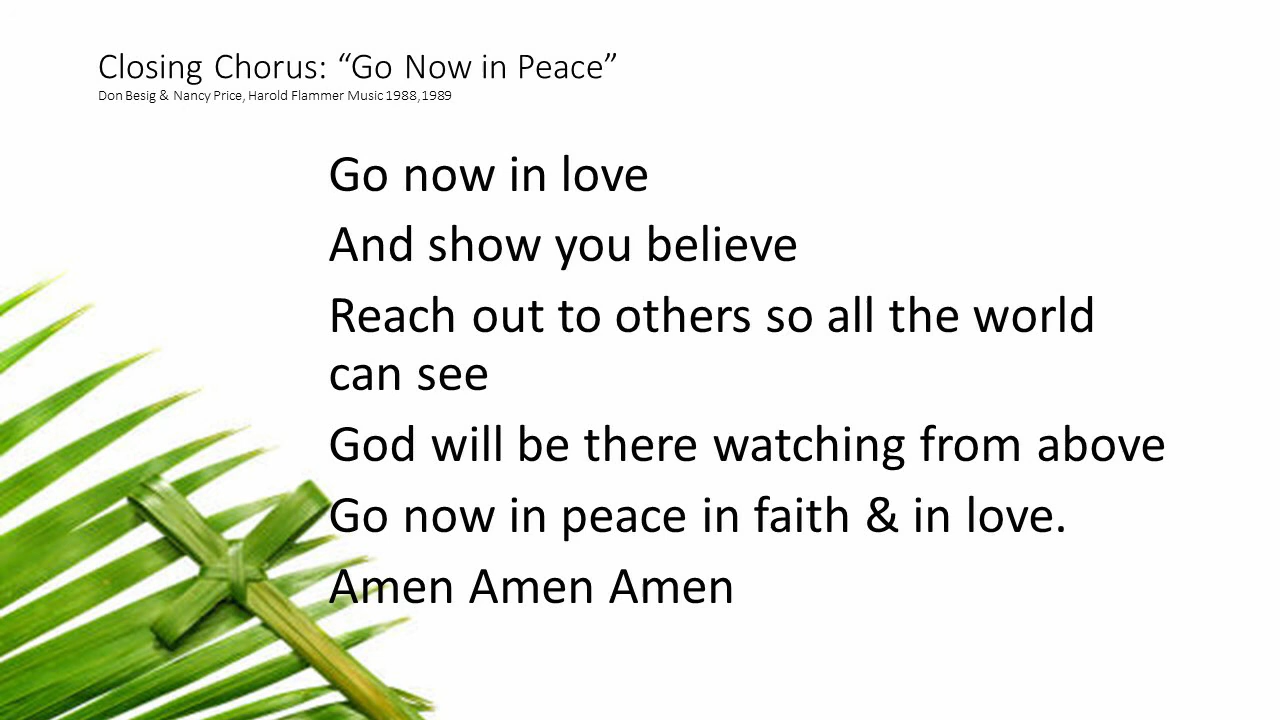 Closing Chorus: “Go Now in Peace”
Don Besig & Nancy Price, Harold Flammer Music 1988,1989
Go now in love
And show you believe
Reach out to others so all the world
can see
God will be there watching from above
Go now in peace in faith & in love.
Amen Amen Amen